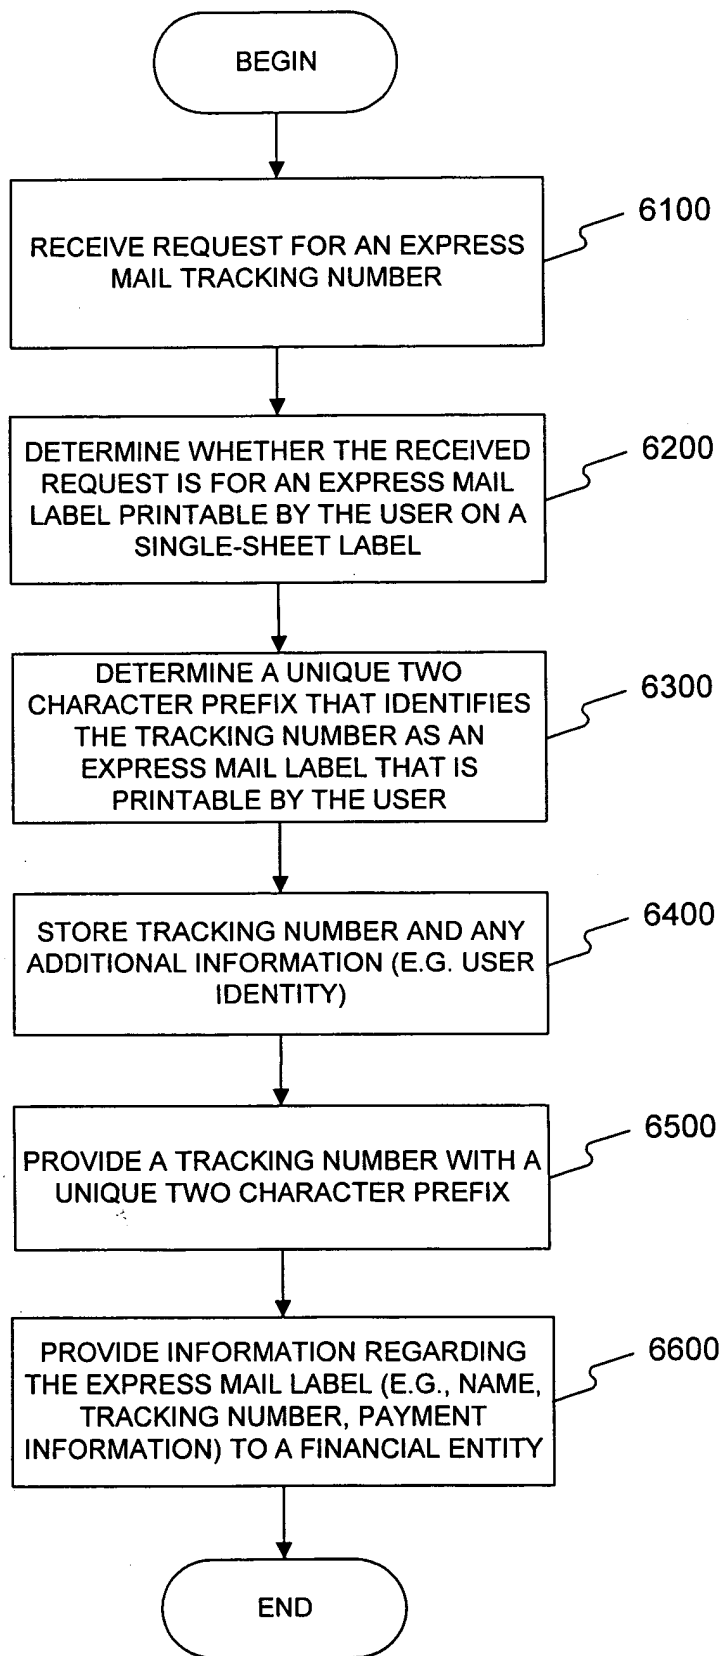 BEGIN
RECEIVE REQUEST FOR AN EXPRESS
MAIL TRACKING NUMBER
6100
DETERMINE WHETHER THE RECEIVED
REQUEST IS FOR AN EXPRESS MAIL
LABEL PRINTABLE BY THE USER ON A
SINGLE-SHEET LABEL
6200
DETERMINE A UNIQUE TWO
CHARACTER PREFIX THAT IDENTIFIES
THE TRACKING NUMBER AS AN
EXPRESS MAIL LABEL THAT IS
PRINTABLE BY THE USER
6300
STORE TRACKING NUMBER AND ANY
ADDITIONAL INFORMATION (E.G. USER
IDENTITY)
6400
PROVIDE A TRACKING NUMBER WITH A
UNIQUE TWO CHARACTER PREFIX
6500
PROVIDE INFORMATION REGARDING
THE EXPRESS MAIL LABEL (E.G., NAME,
TRACKING NUMBER, PAYMENT
INFORMATION) TO A FINANCIAL ENTITY
6600
END